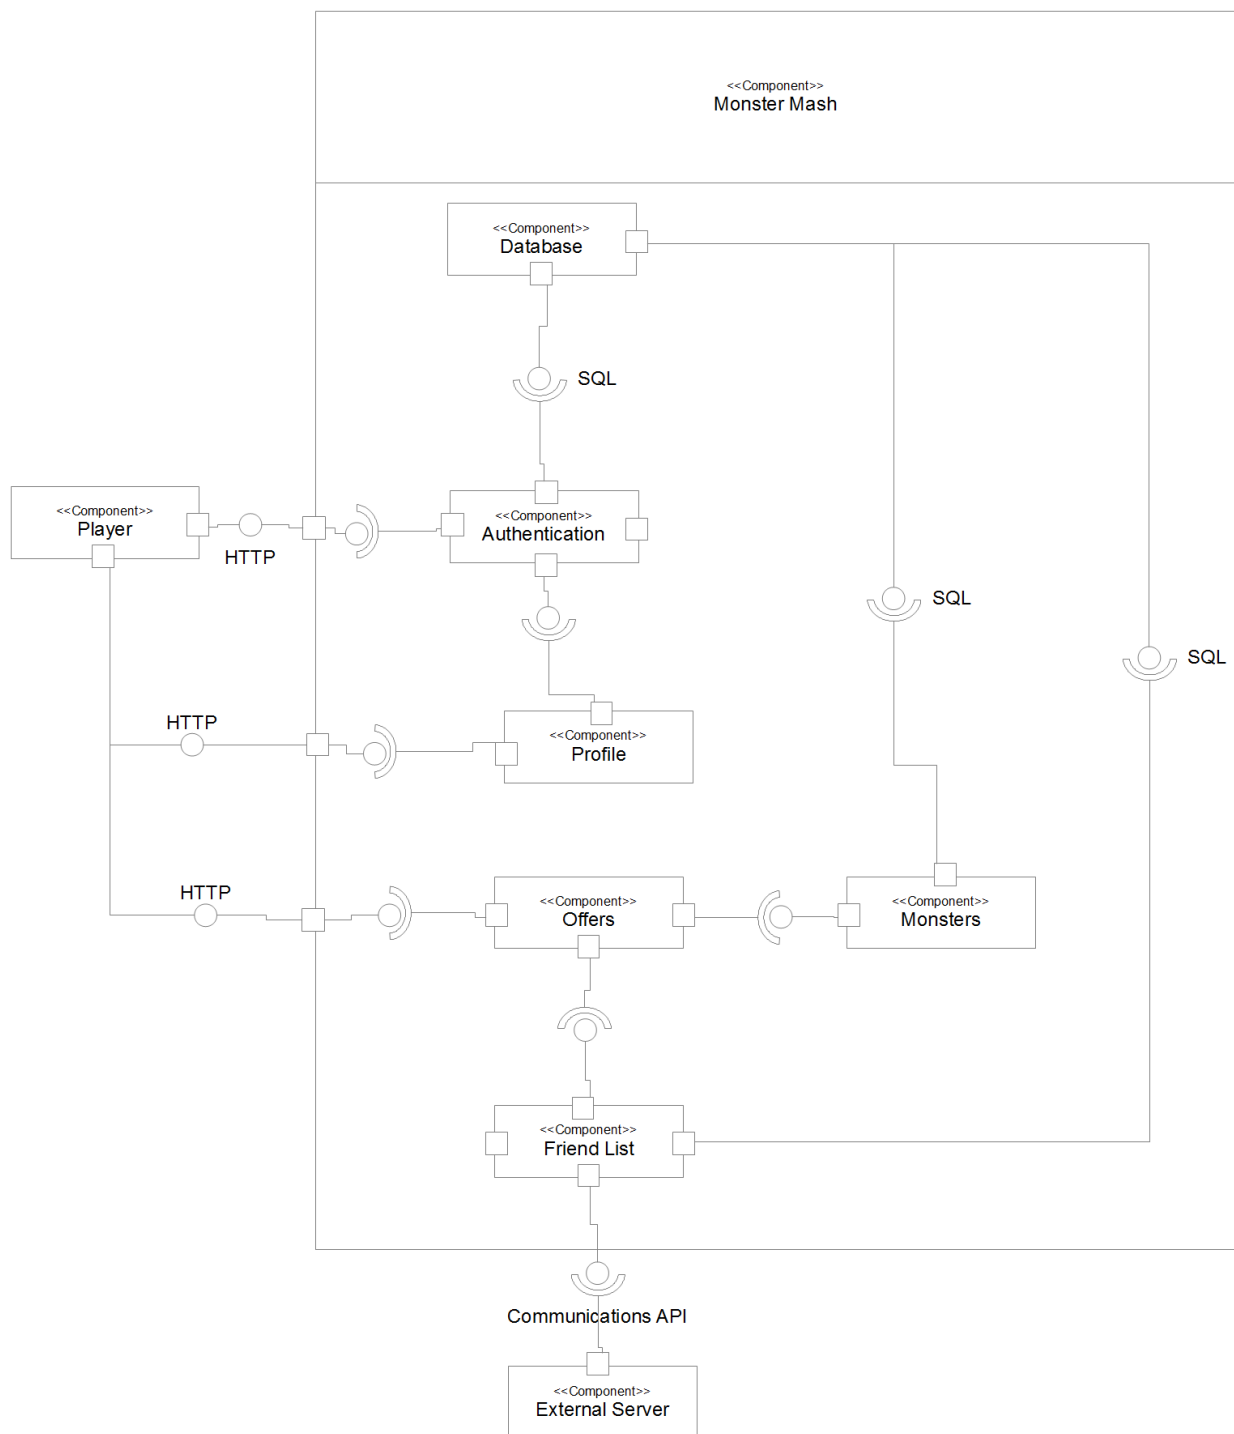 <<Component>>
Monster Mash
<<Component>>
Database
SQL
<<Component>>
Player
HTTP
<<Component>>
Authentication
SQL
SQL
HTTP
<<Component>>
Profile
HTTP
<<Component>>
Offers
<<Component>>
Monsters
<<Component>>
Friend List
Communications API
<<Component>>
External Server